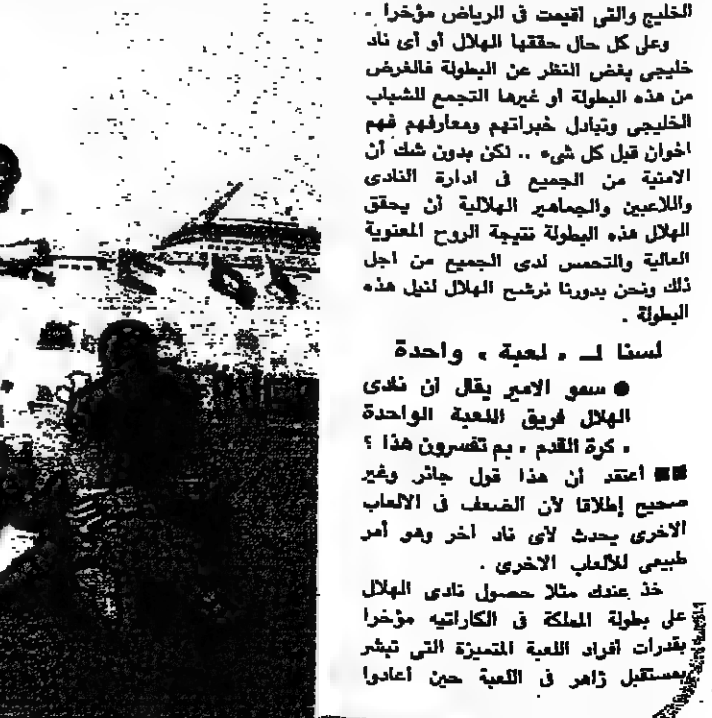 الخليج والتى اقيمت فى الرياض مؤخرا .
وعلى كل حال حققها الهلال أو أى ناد
خليجى بغض النظر عن البطولة فالغرض
من هذه البطولة أو غيرها التجمع للشباب
الخليجى وتبادل خبراتهم ومعارفهم فهم
اخوان قبل كل شىء .. لكن بدون شك أن
الامنية من الجميع فى ادارة النادى
واللاعبين والجماهير الهلالية أن يحقق
الهلال هذه البطولة نتيجة الروح المعنوية
العالية والتحمس لدى الجميع من اجل
ذلك ونحن بدورنا نرشح الهلال لنيل هذه
البطولة .
لسنا لـ « لعبة » واحدة
● سمو الامير يقال أن نادى
الهلال فريق اللعبة الواحدة
« كرة القدم » بم تفسرون هذا ؟
■■ أعتقد أن هذا قول جائر وغير
صحيح إطلاقا لأن الضعف فى الالعاب
الاخرى يحدث لأى ناد آخر وهو أمر
طبيعى للألعاب الاخرى .
خذ عندك مثلا حصول نادى الهلال
على بطولة المملكة فى الكاراتيه مؤخرا
بقدرات افراد اللعبة المتميزة التى تبشر
بمستقبل زاهر فى اللعبة حين أعادوا